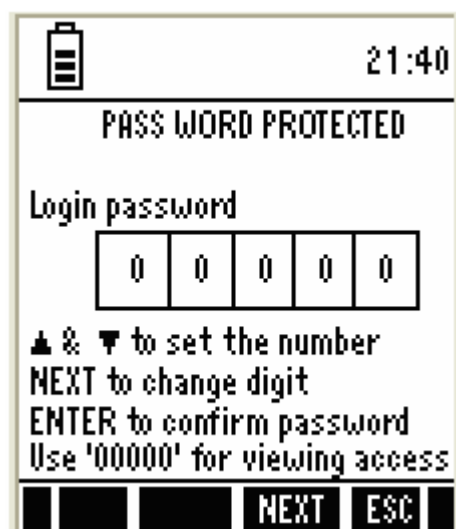 21:40
PASS WORD PROTECTED
Login password
0 0 0 0 0
▲ & ▼ to set the number
NEXT to change digit
ENTER to confirm password
Use '00000' for viewing access
NEXT ESC